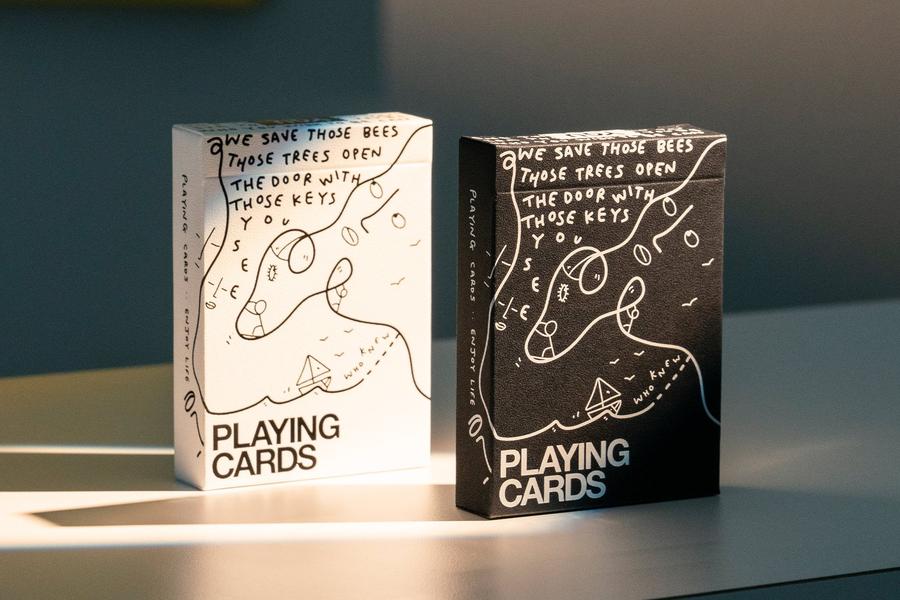 WE SAVE THOSE BEES
THOSE TREES OPEN
THE DOOR WITH
THOSE KEYS
YOU
S
E
E
WHO KNEW
PLAYING
CARDS
PLAYING CARDS ·· ENJOY LIFE
WE SAVE THOSE BEES
THOSE TREES OPEN
THE DOOR WITH
THOSE KEYS
YOU
S
E
E
WHO KNEW
PLAYING
CARDS
PLAYING CARDS ·· ENJOY LIFE